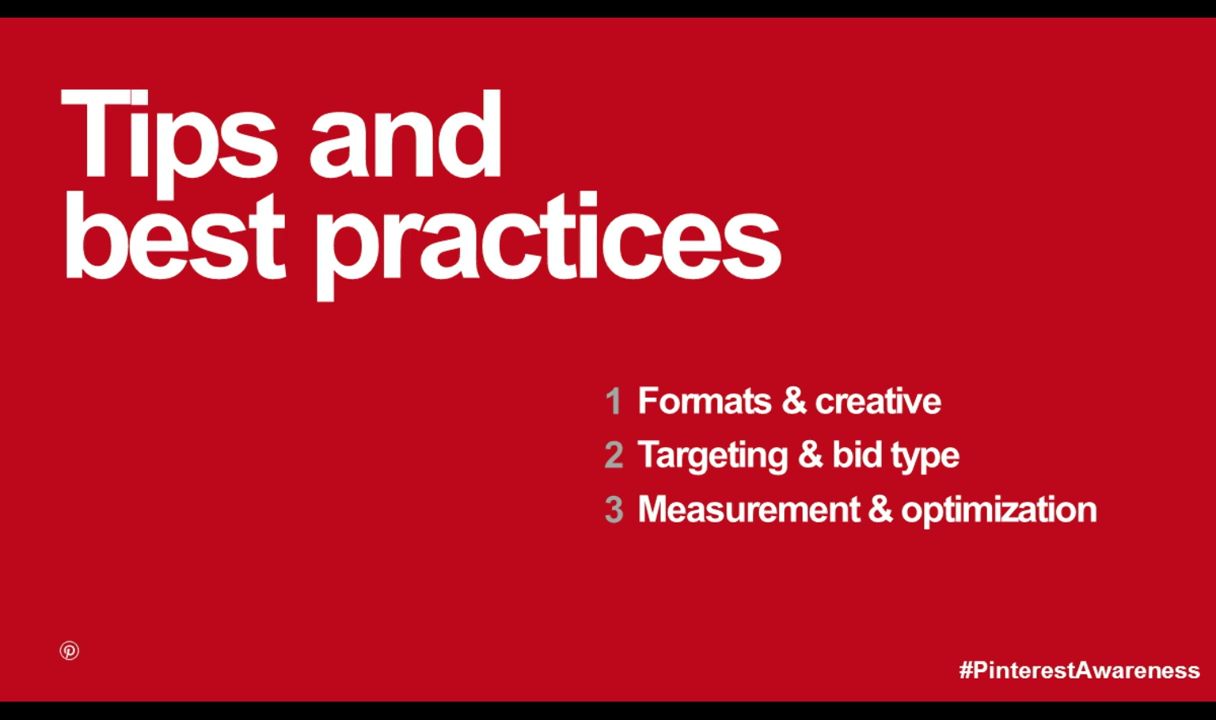 Tips and
best practices
1 Formats & creative
2 Targeting & bid type
3 Measurement & optimization
#PinterestAwareness